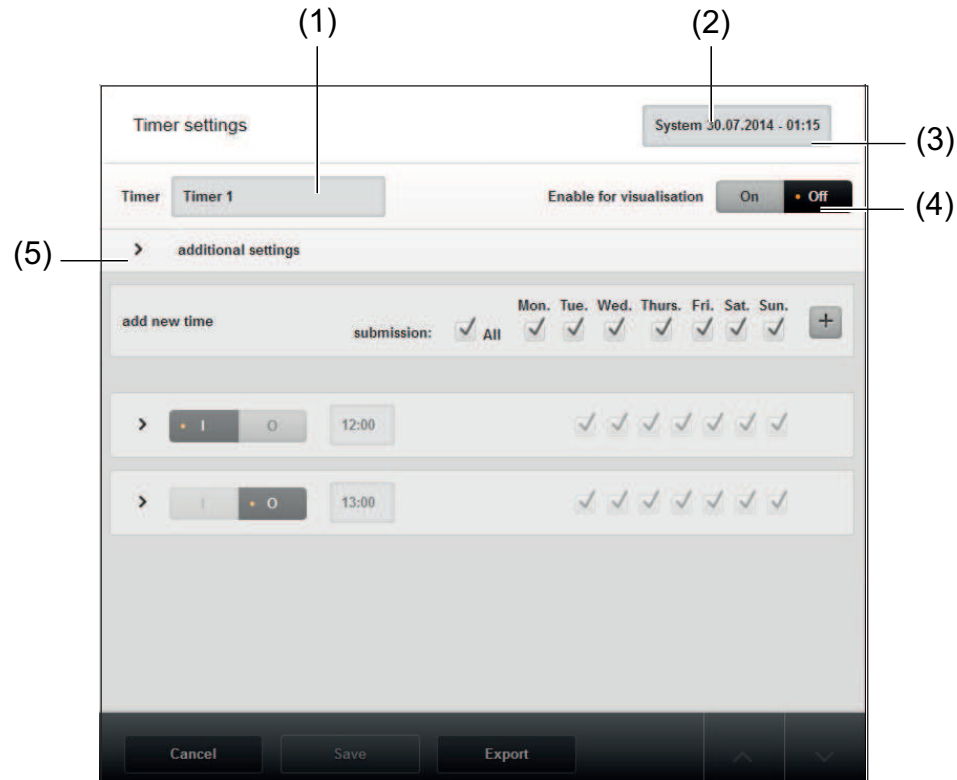 (1) (2)
Timer settings System 30.07.2014 - 01:15
(3)
Timer Timer 1 Enable for visualisation On Off
(4)
(5) additional settings
Mon. Tue. Wed. Thurs. Fri. Sat. Sun.
add new time submission: All +
I O 12:00
I O 13:00
Cancel Save Export